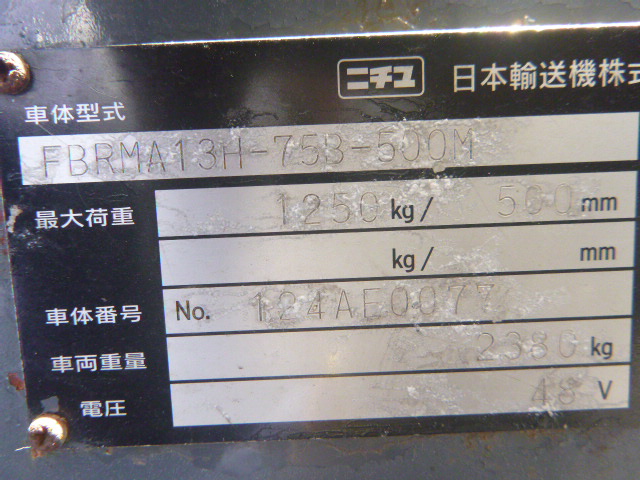 ニチユ 日本輸送機株式
車体型式
FBRMA13H-75B-500M
最大荷重 1250 kg/ 500 mm
kg/ mm
車体番号 No. 124AE0077
車両重量 2380 kg
電圧 48 V